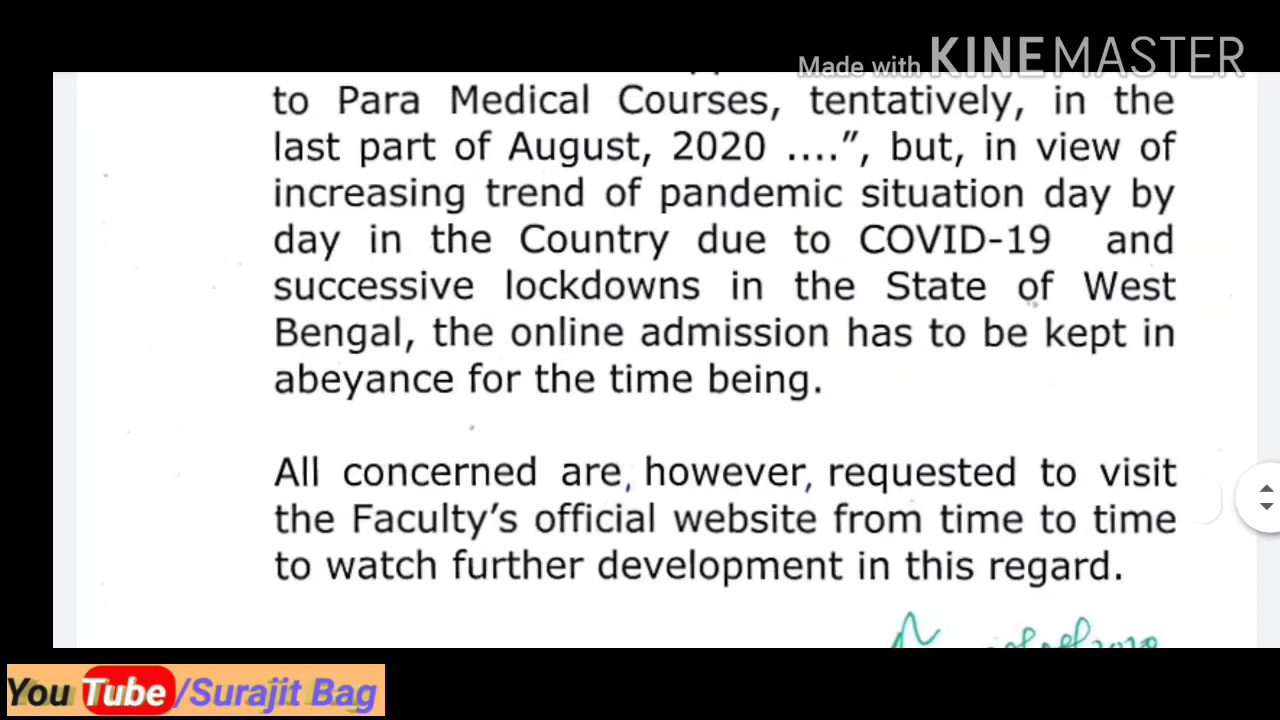 Made with KINEMASTER
to Para Medical Courses, tentatively, in the
last part of August, 2020 ....”, but, in view of
increasing trend of pandemic situation day by
day in the Country due to COVID-19 and
successive lockdowns in the State of West
Bengal, the online admission has to be kept in
abeyance for the time being.
All concerned are, however, requested to visit
the Faculty’s official website from time to time
to watch further development in this regard.
You Tube/Surajit Bag